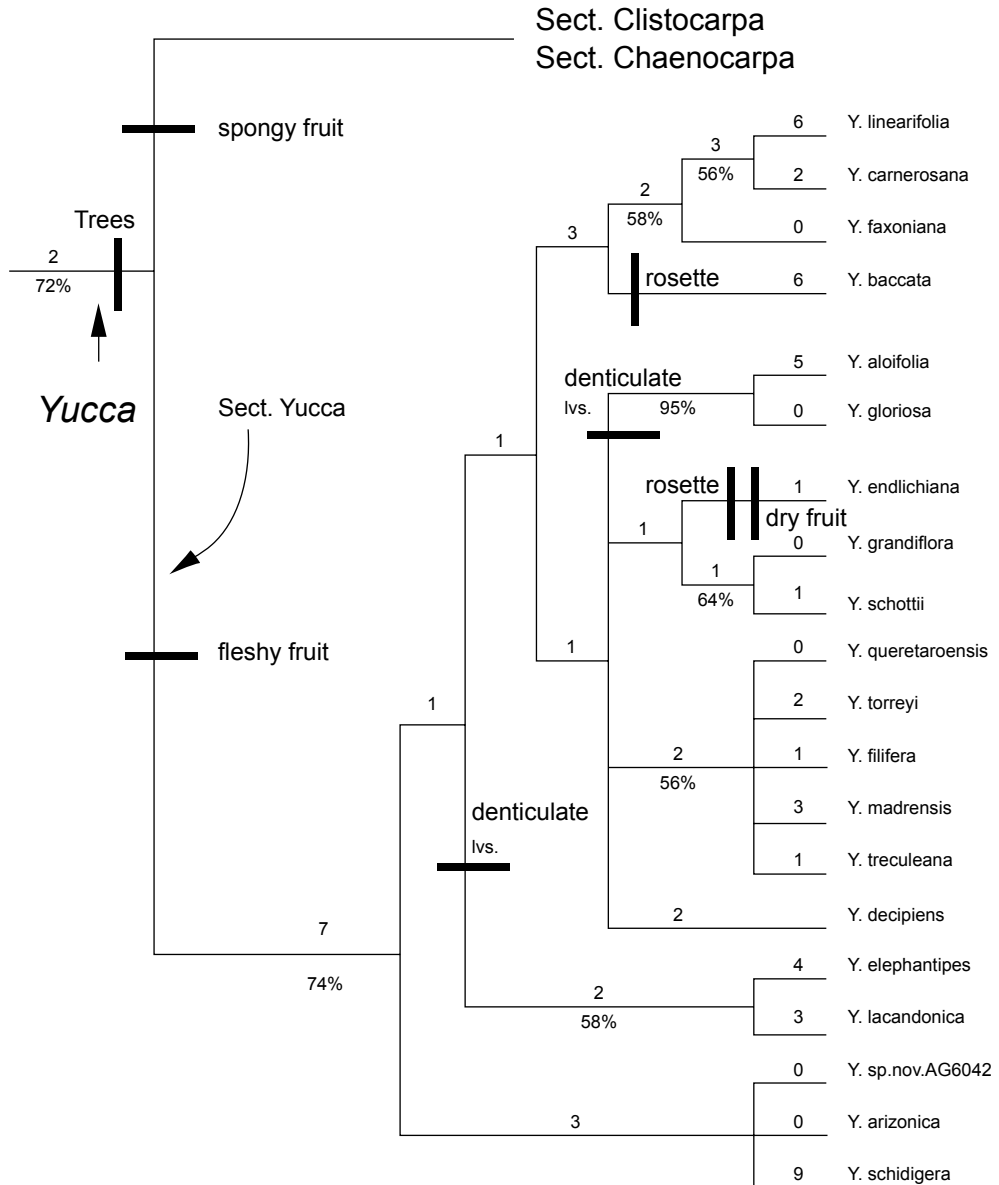 Sect. Clistocarpa
Sect. Chaenocarpa
spongy fruit
Trees
2
72%
Yucca
Sect. Yucca
fleshy fruit
7
74%
1
denticulate
lvs.
2
58%
3
1
3
2
58%
3
56%
rosette
denticulate
lvs.
95%
1
rosette
dry fruit
1
1
64%
2
56%
2
6 Y. linearifolia
2 Y. carnerosana
0 Y. faxoniana
6 Y. baccata
5 Y. aloifolia
0 Y. gloriosa
1 Y. endlichiana
0 Y. grandiflora
1 Y. schottii
0 Y. queretaroensis
2 Y. torreyi
1 Y. filifera
3 Y. madrensis
1 Y. treculeana
Y. decipiens
4 Y. elephantipes
3 Y. lacandonica
0 Y. sp.nov.AG6042
0 Y. arizonica
9 Y. schidigera